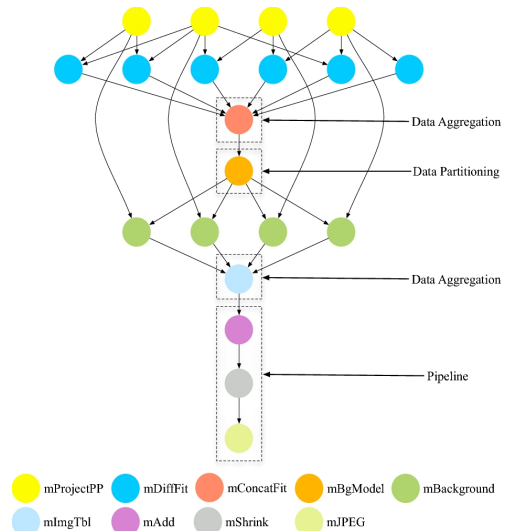 Data Aggregation
Data Partitioning
Data Aggregation
Pipeline
mProjectPP mDiffFit mConcatFit mBgModel mBackground
mImgTbl mAdd mShrink mJPEG